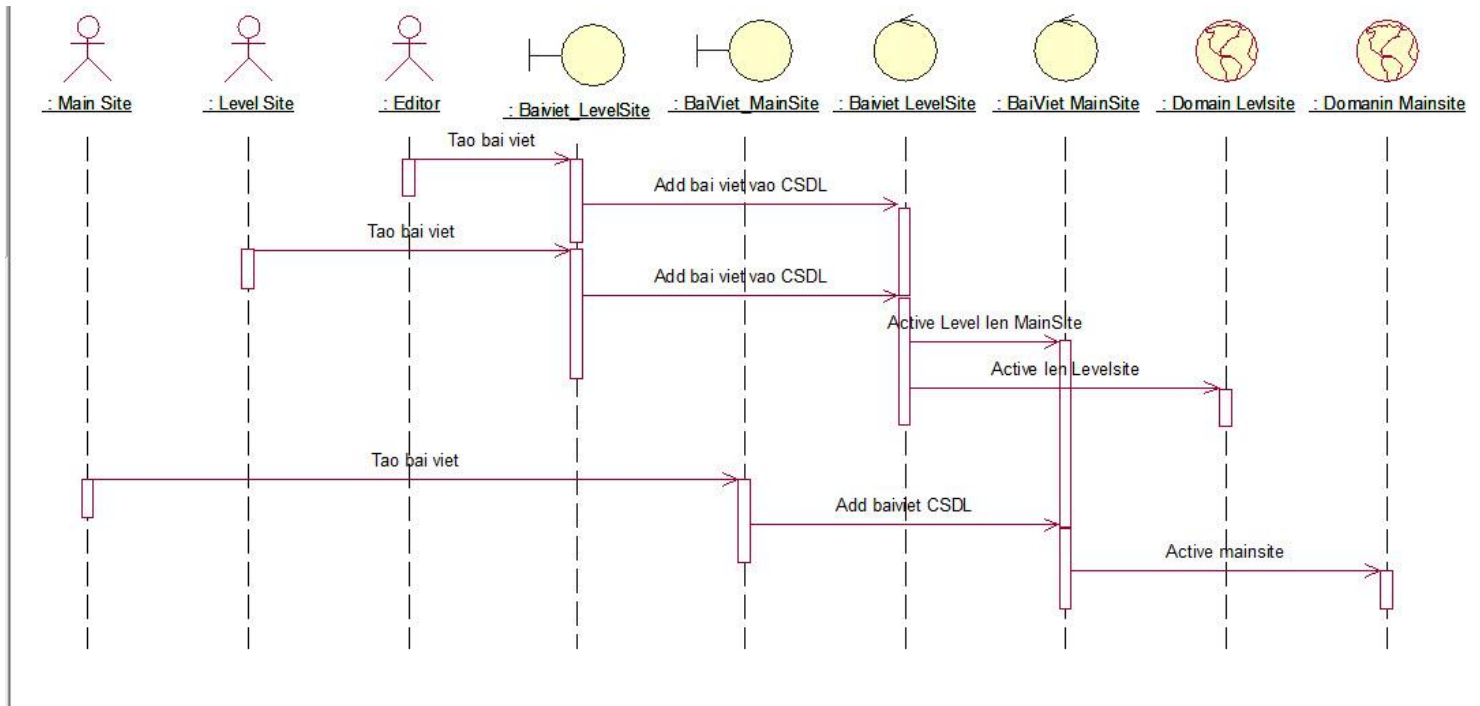 : Main Site
: Level Site
: Editor
: Baiviet_LevelSite
: BaiViet_MainSite
: Baiviet LevelSite
: BaiViet MainSite
: Domain Levlsite
: Domanin Mainsite
Tao bai viet
Add bai viet vao CSDL
Tao bai viet
Add bai viet vao CSDL
Active Level len MainSite
Active len Levelsite
Tao bai viet
Add baiviet CSDL
Active mainsite